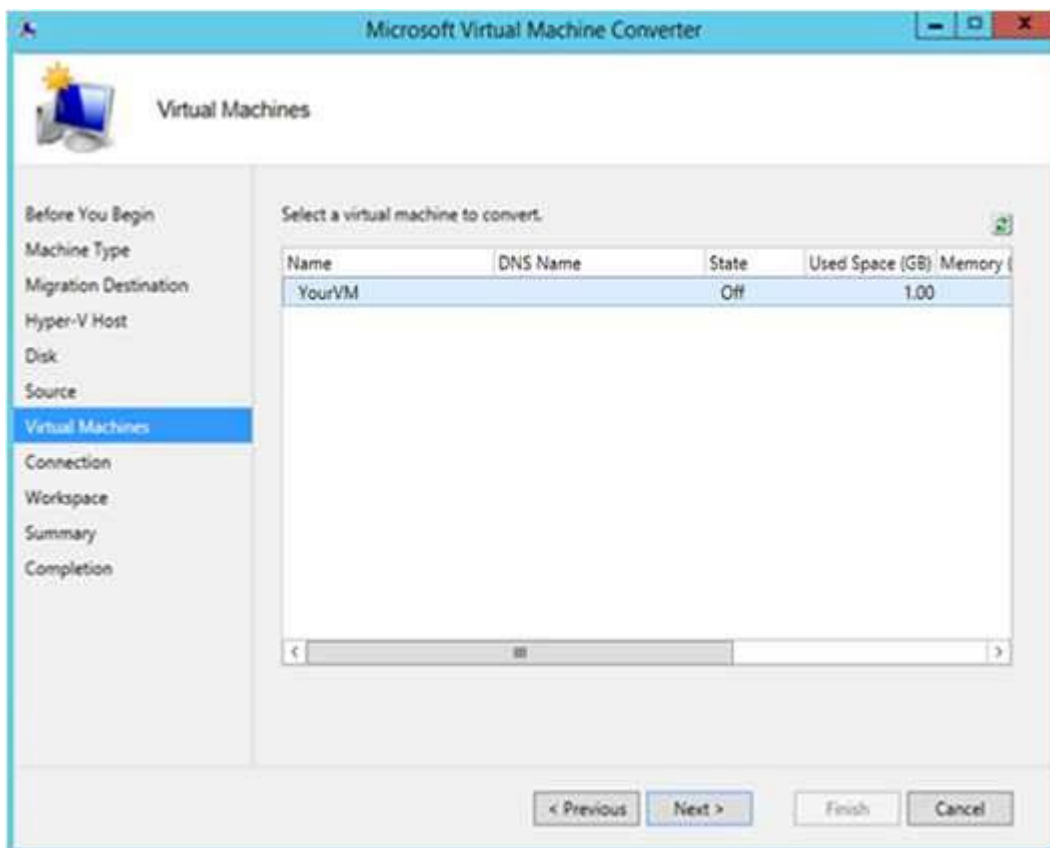 Microsoft Virtual Machine Converter
Virtual Machines
Before You Begin
Machine Type
Migration Destination
Hyper-V Host
Disk
Source
Virtual Machines
Connection
Workspace
Summary
Completion
Select a virtual machine to convert.
Name DNS Name State Used Space (GB) Memory (
YourVM Off 1.00
< Previous Next > Finish Cancel